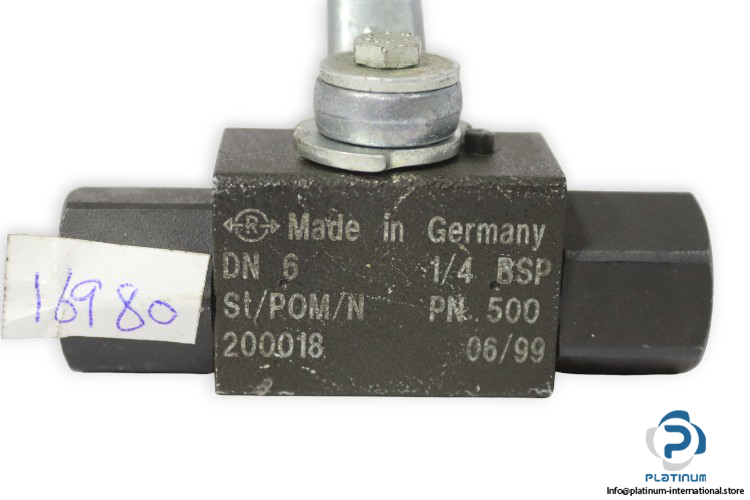 R Made in Germany
DN 6 1/4 BSP
St/POM/N PN 500
200018 06/99
16980
P
PLATINUM
Info@platinum-international.store